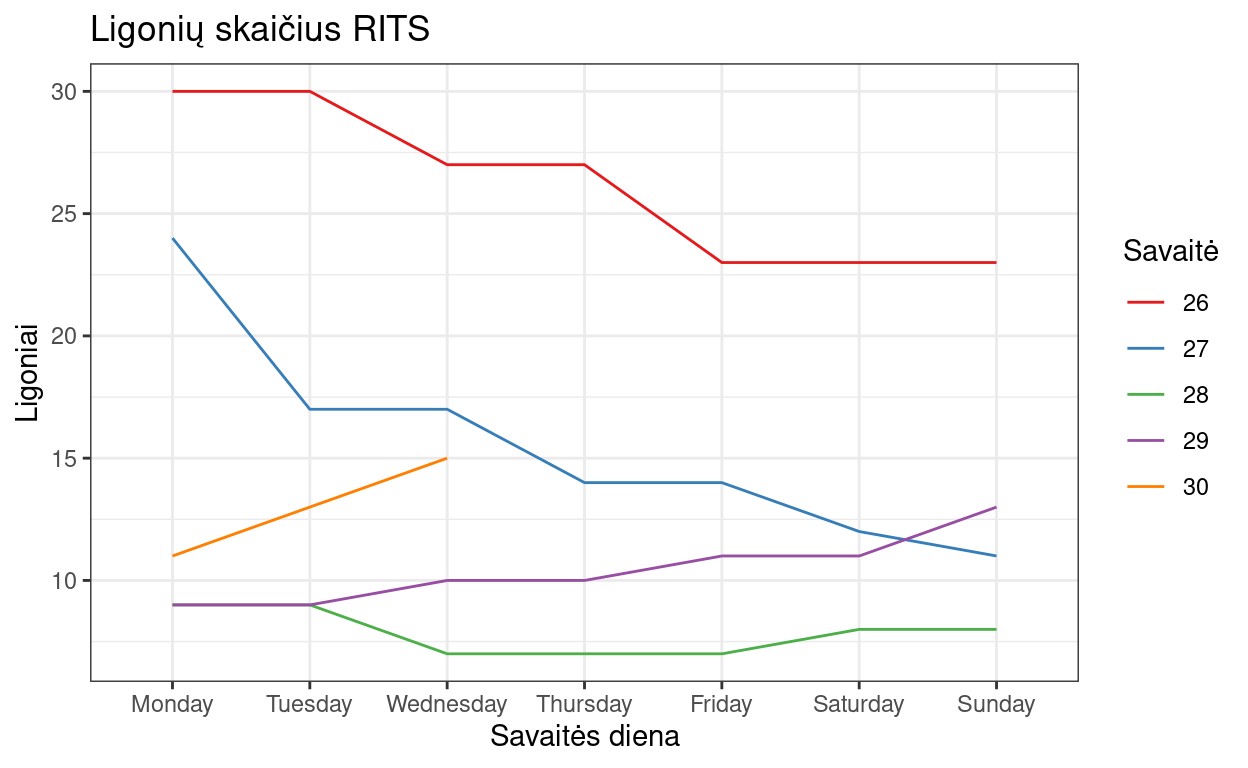 Ligonių skaičius RITS
30
25
20
15
10
Ligoniai
Monday Tuesday Wednesday Thursday Friday Saturday Sunday
Savaitės diena
Savaitė
26
27
28
29
30